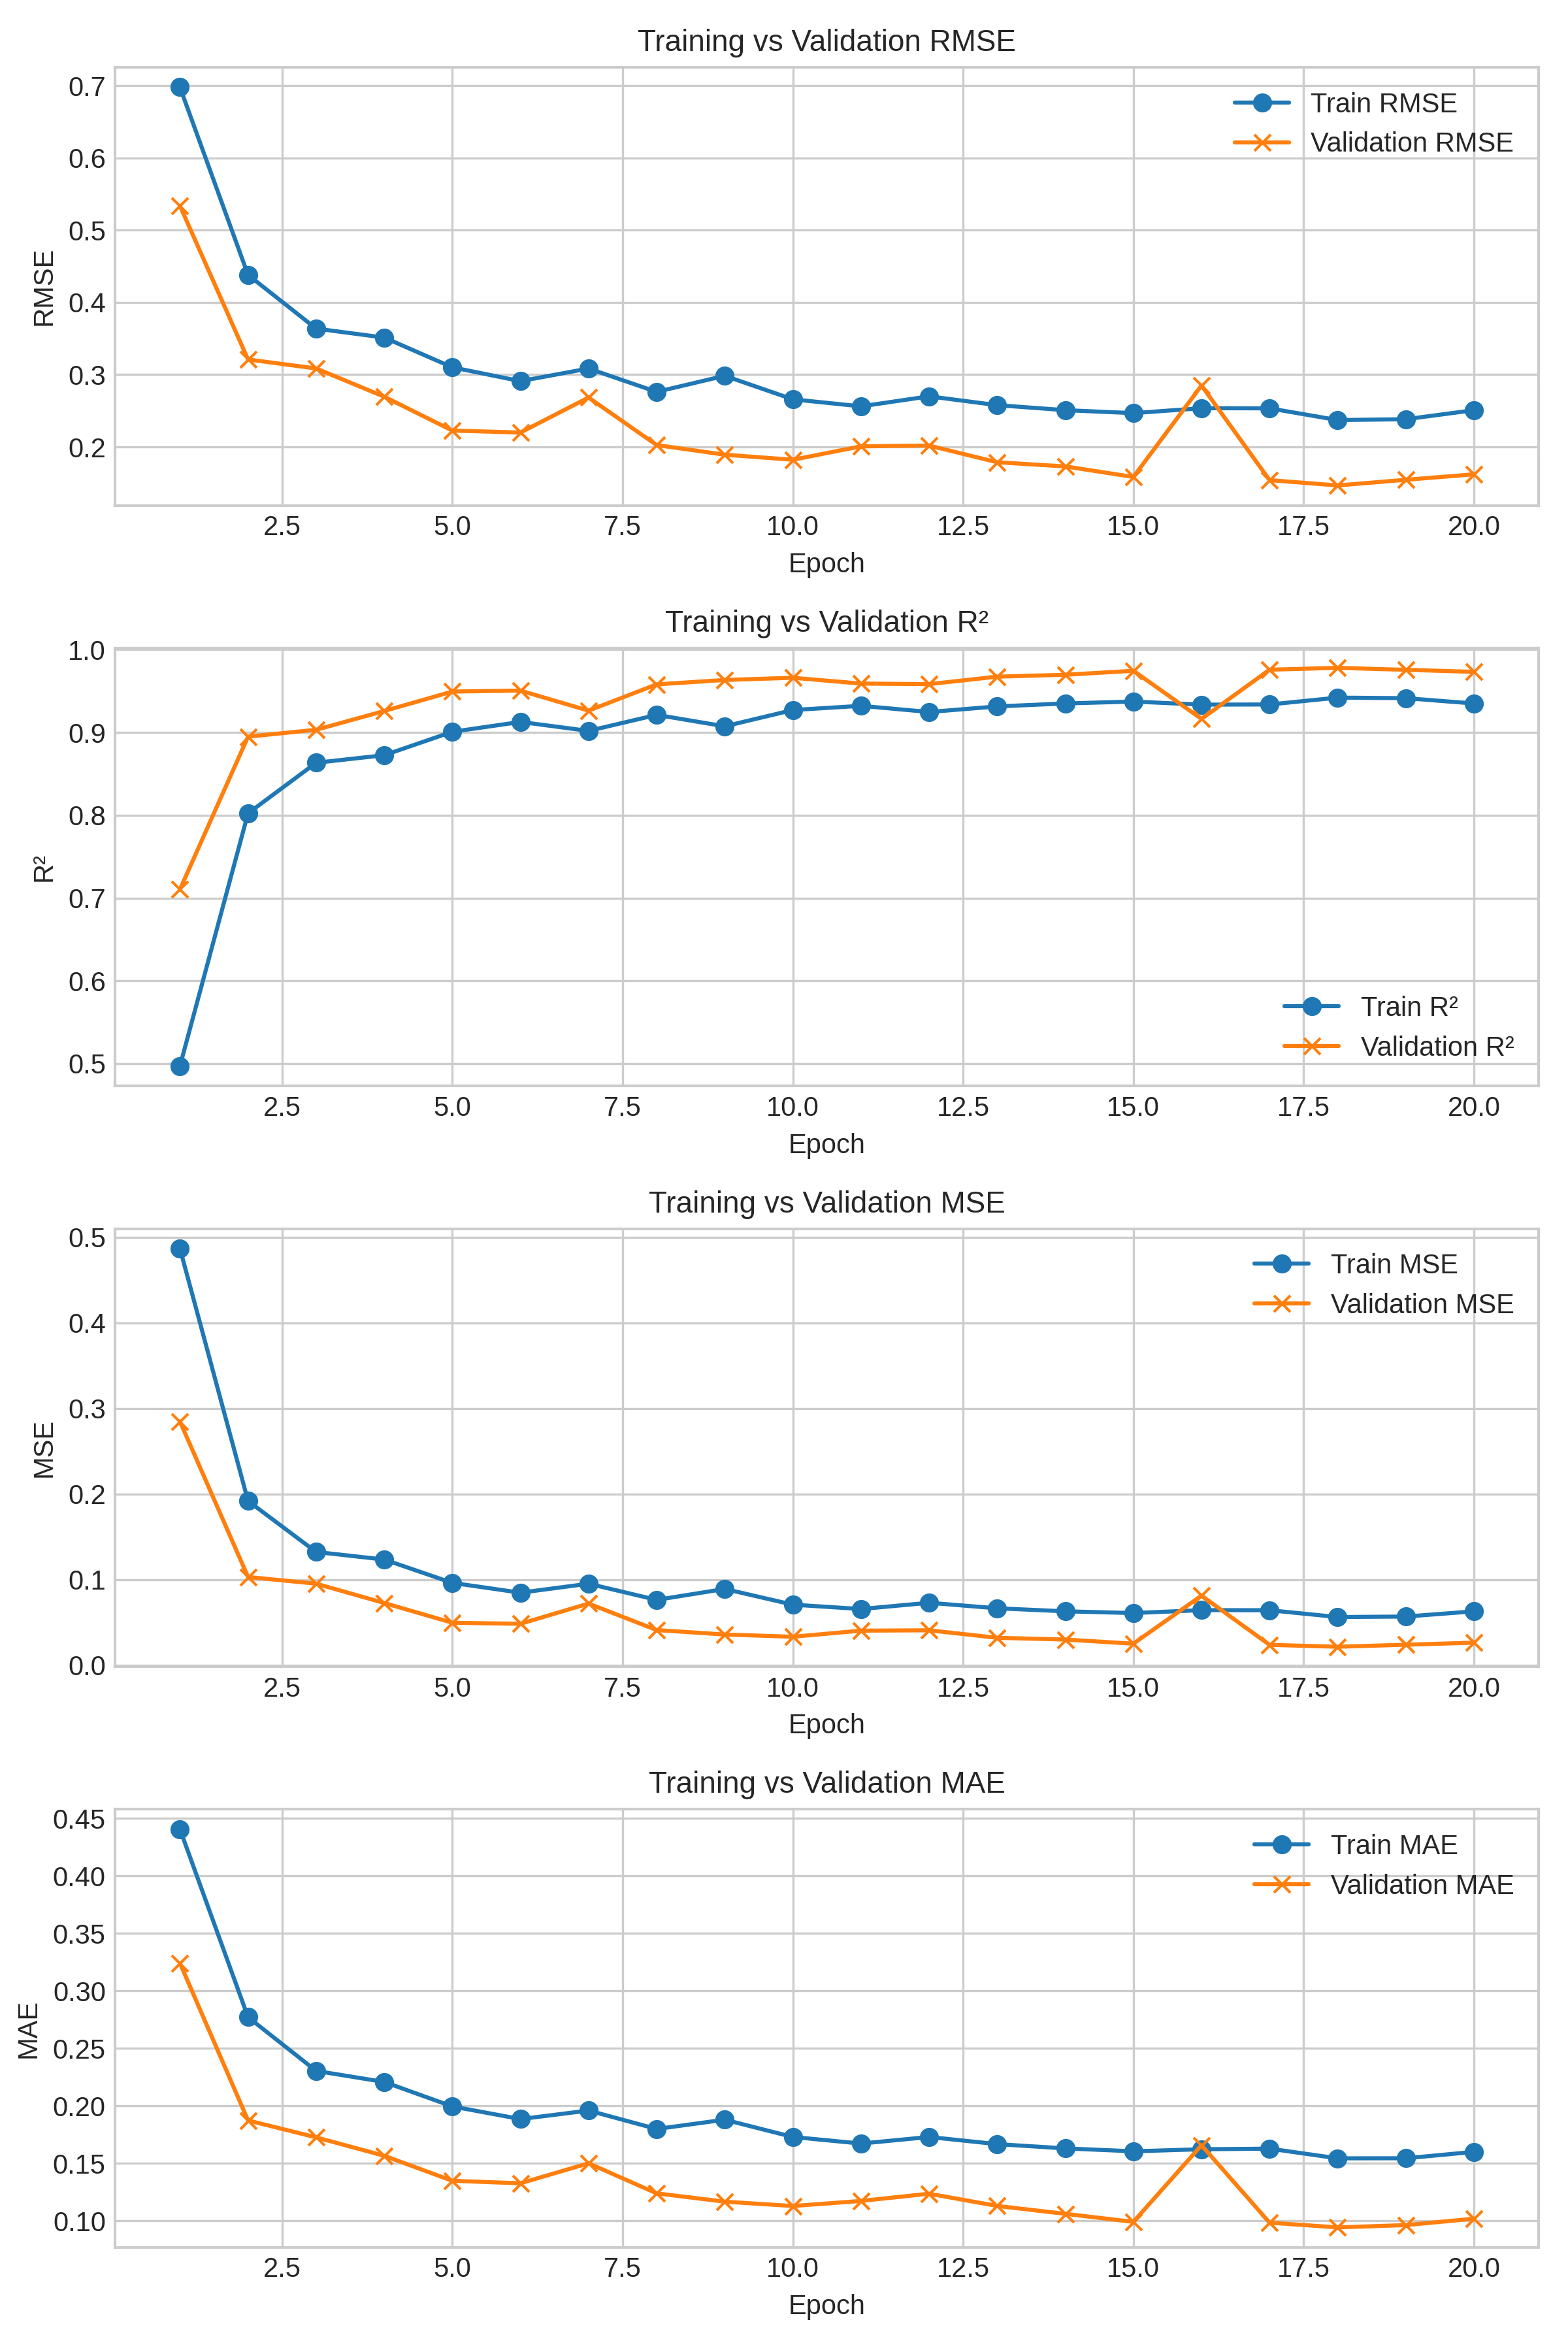 Training vs Validation RMSE
0.7
0.6
0.5
0.4
0.3
0.2
RMSE
Train RMSE
Validation RMSE
2.5 5.0 7.5 10.0 12.5 15.0 17.5 20.0
Epoch
Training vs Validation R²
1.0
0.9
0.8
0.7
0.6
0.5
R²
Train R²
Validation R²
2.5 5.0 7.5 10.0 12.5 15.0 17.5 20.0
Epoch
Training vs Validation MSE
0.5
0.4
0.3
0.2
0.1
0.0
MSE
Train MSE
Validation MSE
2.5 5.0 7.5 10.0 12.5 15.0 17.5 20.0
Epoch
Training vs Validation MAE
0.45
0.40
0.35
0.30
0.25
0.20
0.15
0.10
MAE
Train MAE
Validation MAE
2.5 5.0 7.5 10.0 12.5 15.0 17.5 20.0
Epoch